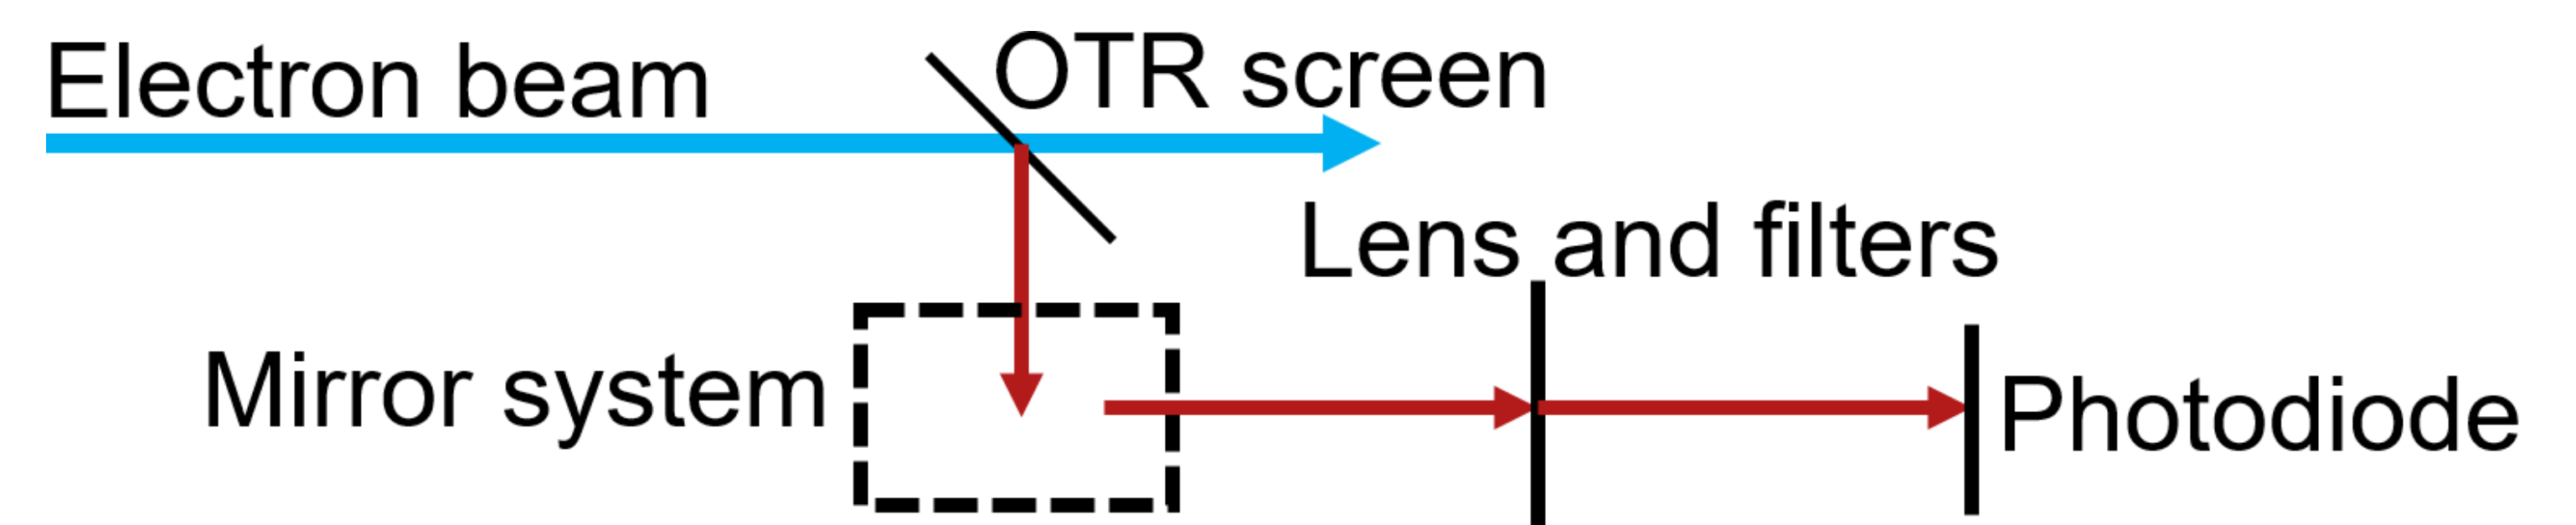 Electron beam
OTR screen
Lens and filters
Mirror system
Photodiode